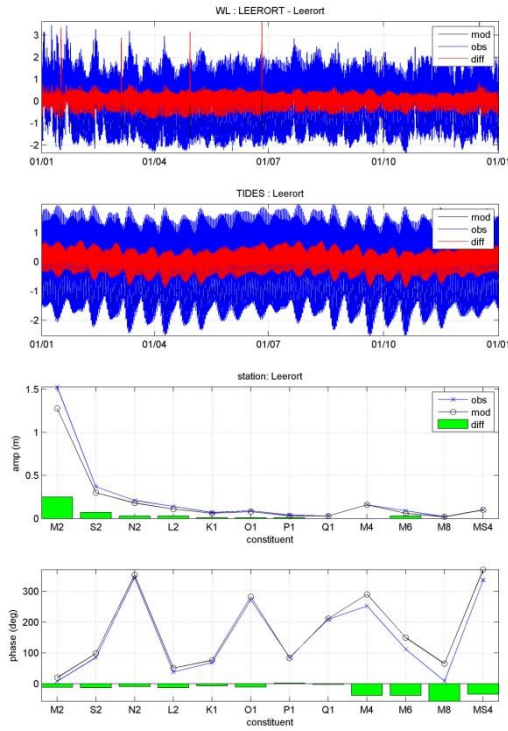 WL : LEERORT - Leerort
3
2
1
0
-1
-2
mod
obs
diff
01/01 01/04 01/07 01/10 01/01
TIDES : Leerort
1
0
-1
-2
mod
obs
diff
01/01 01/04 01/07 01/10 01/01
station: Leerort
amp (m)
1.5
1
0.5
0
obs
mod
diff
M2 S2 N2 L2 K1 O1 P1 Q1 M4 M6 M8 MS4
constituent
phase (deg)
300
200
100
0
M2 S2 N2 L2 K1 O1 P1 Q1 M4 M6 M8 MS4
constituent